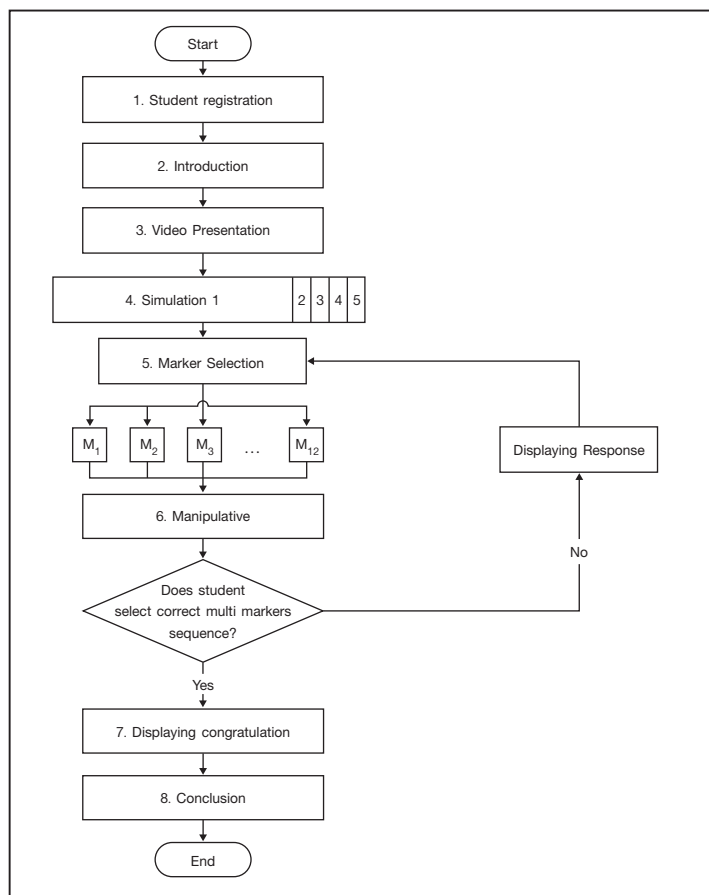 Start
1. Student registration
2. Introduction
3. Video Presentation
4. Simulation 1
2
3
4
5
5. Marker Selection
M1
M2
M3
...
M12
Displaying Response
6. Manipulative
No
Does student
select correct multi markers
sequence?
Yes
7. Displaying congratulation
8. Conclusion
End